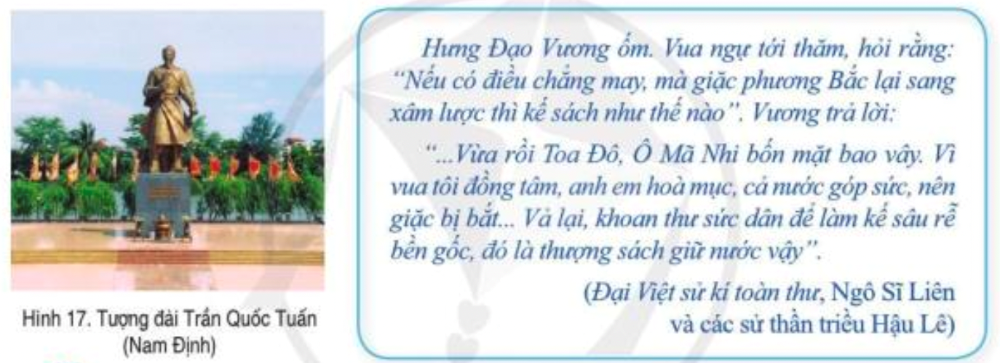 Hưng Đạo Vương ốm. Vua ngự tới thăm, hỏi rằng:
“Nếu có điều chẳng may, mà giặc phương Bắc lại sang
xâm lược thì kế sách như thế nào”. Vương trả lời:
“...Vừa rồi Toa Đô, Ô Mã Nhi bốn mặt bao vây. Vì
vua tôi đồng tâm, anh em hoà mục, cả nước góp sức, nên
giặc bị bắt... Vả lại, khoan thư sức dân để làm kế sâu rễ
bền gốc, đó là thượng sách giữ nước vậy”.
(Đại Việt sử kí toàn thư, Ngô Sĩ Liên
và các sử thần triều Hậu Lê)
Hình 17. Tượng đài Trần Quốc Tuấn
(Nam Định)